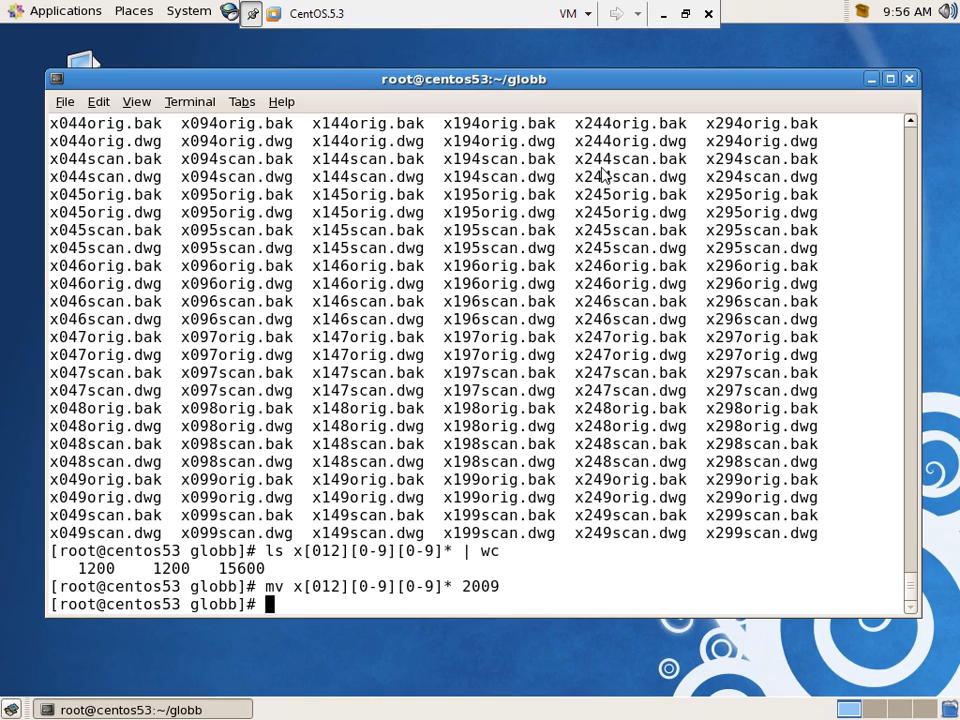 Applications Places System CentOS.5.3 VM 9:56 AM
root@centos53:~/globb
File Edit View Terminal Tabs Help
x044orig.bak x094orig.bak x144orig.bak x194orig.bak x244orig.bak x294orig.bak
x044orig.dwg x094orig.dwg x144orig.dwg x194orig.dwg x244orig.dwg x294orig.dwg
x044scan.bak x094scan.bak x144scan.bak x194scan.bak x244scan.bak x294scan.bak
x044scan.dwg x094scan.dwg x144scan.dwg x194scan.dwg x244scan.dwg x294scan.dwg
x045orig.bak x095orig.bak x145orig.bak x195orig.bak x245orig.bak x295orig.bak
x045orig.dwg x095orig.dwg x145orig.dwg x195orig.dwg x245orig.dwg x295orig.dwg
x045scan.bak x095scan.bak x145scan.bak x195scan.bak x245scan.bak x295scan.bak
x045scan.dwg x095scan.dwg x145scan.dwg x195scan.dwg x245scan.dwg x295scan.dwg
x046orig.bak x096orig.bak x146orig.bak x196orig.bak x246orig.bak x296orig.bak
x046orig.dwg x096orig.dwg x146orig.dwg x196orig.dwg x246orig.dwg x296orig.dwg
x046scan.bak x096scan.bak x146scan.bak x196scan.bak x246scan.bak x296scan.bak
x046scan.dwg x096scan.dwg x146scan.dwg x196scan.dwg x246scan.dwg x296scan.dwg
x047orig.bak x097orig.bak x147orig.bak x197orig.bak x247orig.bak x297orig.bak
x047orig.dwg x097orig.dwg x147orig.dwg x197orig.dwg x247orig.dwg x297orig.dwg
x047scan.bak x097scan.bak x147scan.bak x197scan.bak x247scan.bak x297scan.bak
x047scan.dwg x097scan.dwg x147scan.dwg x197scan.dwg x247scan.dwg x297scan.dwg
x048orig.bak x098orig.bak x148orig.bak x198orig.bak x248orig.bak x298orig.bak
x048orig.dwg x098orig.dwg x148orig.dwg x198orig.dwg x248orig.dwg x298orig.dwg
x048scan.bak x098scan.bak x148scan.bak x198scan.bak x248scan.bak x298scan.bak
x048scan.dwg x098scan.dwg x148scan.dwg x198scan.dwg x248scan.dwg x298scan.dwg
x049orig.bak x099orig.bak x149orig.bak x199orig.bak x249orig.bak x299orig.bak
x049orig.dwg x099orig.dwg x149orig.dwg x199orig.dwg x249orig.dwg x299orig.dwg
x049scan.bak x099scan.bak x149scan.bak x199scan.bak x249scan.bak x299scan.bak
x049scan.dwg x099scan.dwg x149scan.dwg x199scan.dwg x249scan.dwg x299scan.dwg
[root@centos53 globb]# ls x[012][0-9][0-9]* | wc
1200 1200 15600
[root@centos53 globb]# mv x[012][0-9][0-9]* 2009
[root@centos53 globb]#
root@centos53:~/globb